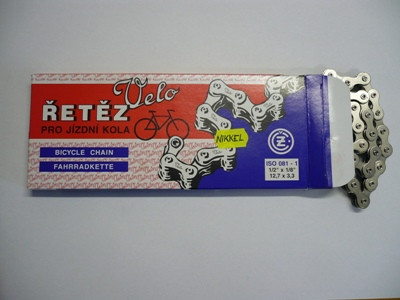 Velo
ŘETĚZ
PRO JÍZDNÍ KOLA
BICYCLE CHAIN
FAHRRADKETTE
NIKKEL
ČZ
ISO 081 - 1
1/2" x 1/8"
12,7 x 3,3